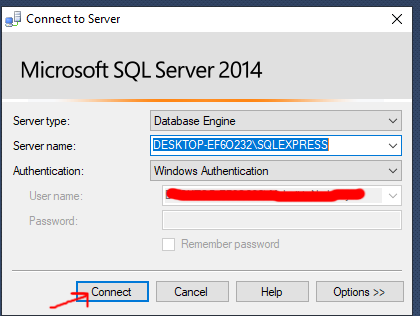 Connect to Server
Microsoft SQL Server 2014
Server type: Database Engine
Server name: DESKTOP-EF6O232\SQLEXPRESS
Authentication: Windows Authentication
User name:
Password:
Remember password
Connect Cancel Help Options >>